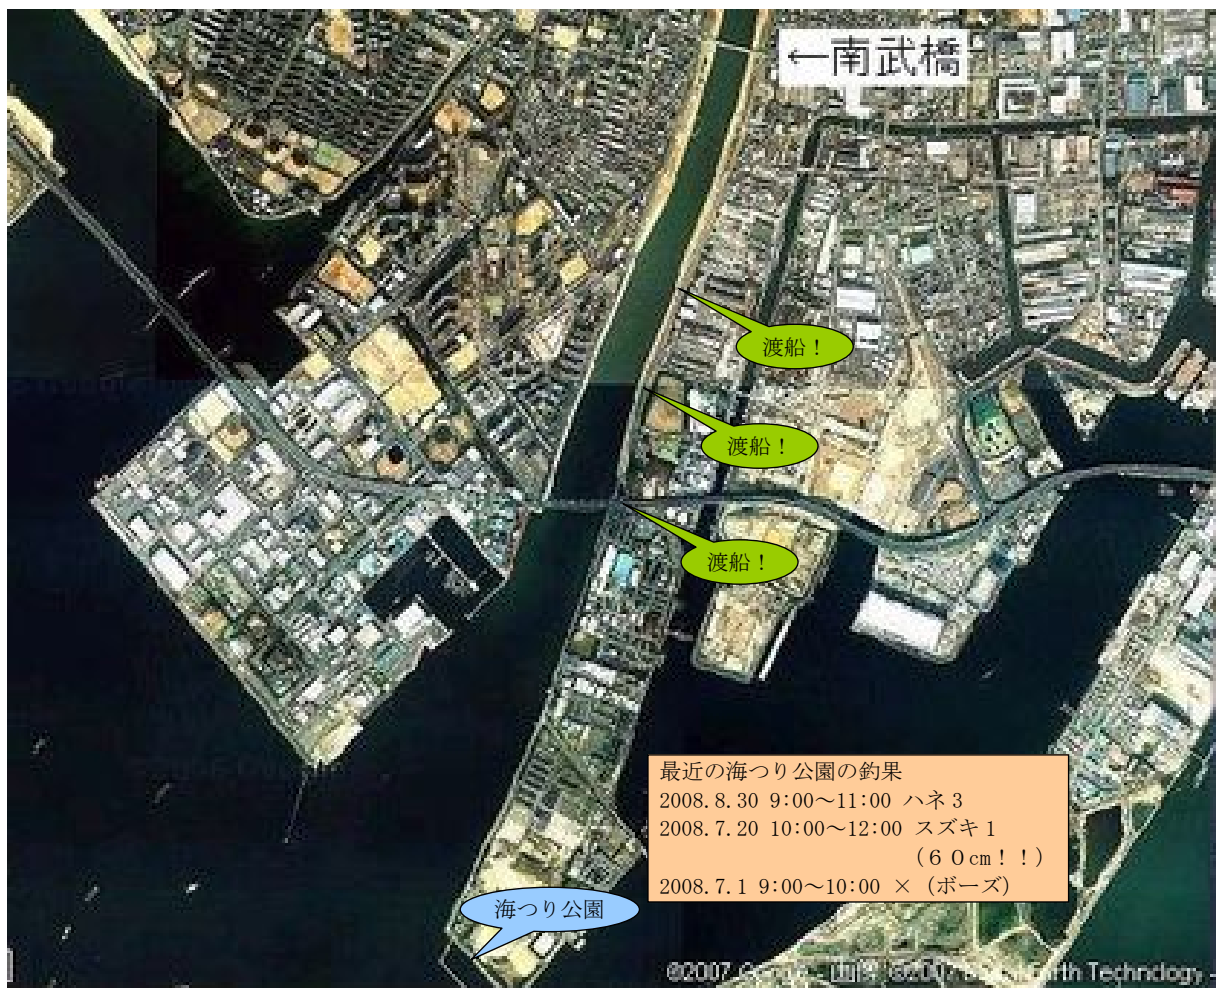 ←南武橋
渡船！
渡船！
渡船！
最近の海つり公園の釣果
2008.8.30 9:00～11:00 ハネ3
2008.7.20 10:00～12:00 スズキ1
（６０cm！！）
2008.7.1 9:00～10:00 ×（ボーズ）
海つり公園
©2007 ©2007 Technology